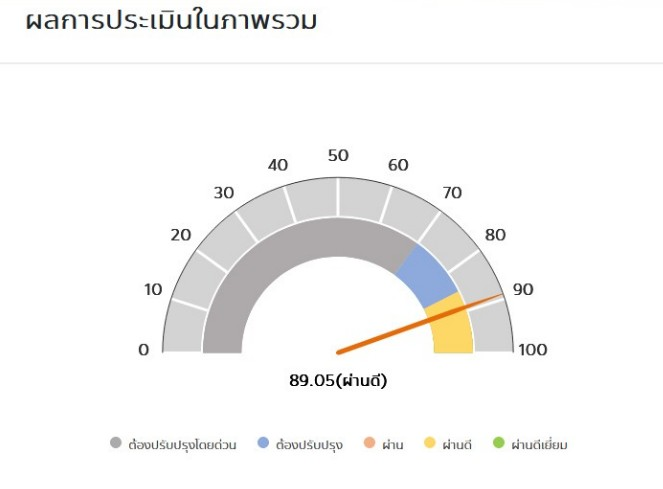 ผลการประเมินในภาพรวม
50
40 60
30 70
20 80
10 90
0 100
89.05(ผ่านดี)
ต้องปรับปรุงโดยด่วน ต้องปรับปรุง ผ่าน ผ่านดี ผ่านดีเยี่ยม